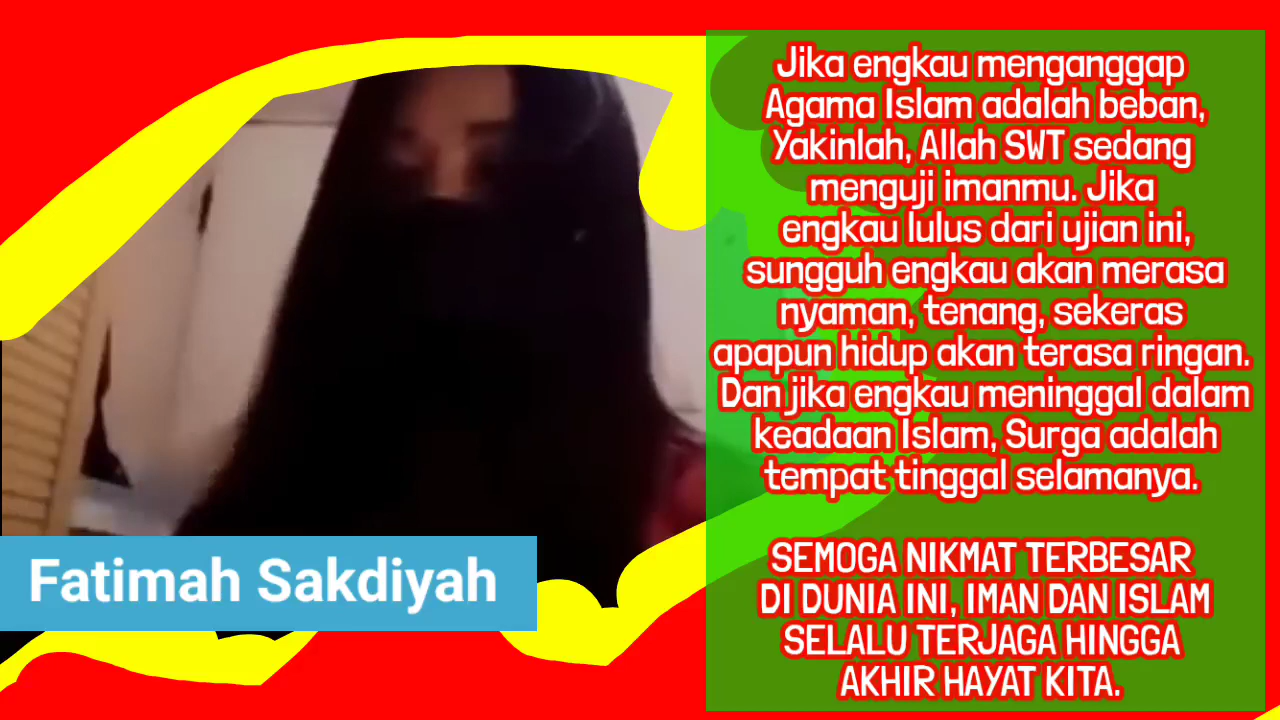 Jika engkau menganggap
Agama Islam adalah beban,
Yakinlah, Allah SWT sedang
menguji imanmu. Jika
engkau lulus dari ujian ini,
sungguh engkau akan merasa
nyaman, tenang, sekeras
apapun hidup akan terasa ringan.
Dan jika engkau meninggal dalam
keadaan Islam, Surga adalah
tempat tinggal selamanya.
SEMOGA NIKMAT TERBESAR
DI DUNIA INI, IMAN DAN ISLAM
SELALU TERJAGA HINGGA
AKHIR HAYAT KITA.
Fatimah Sakdiyah